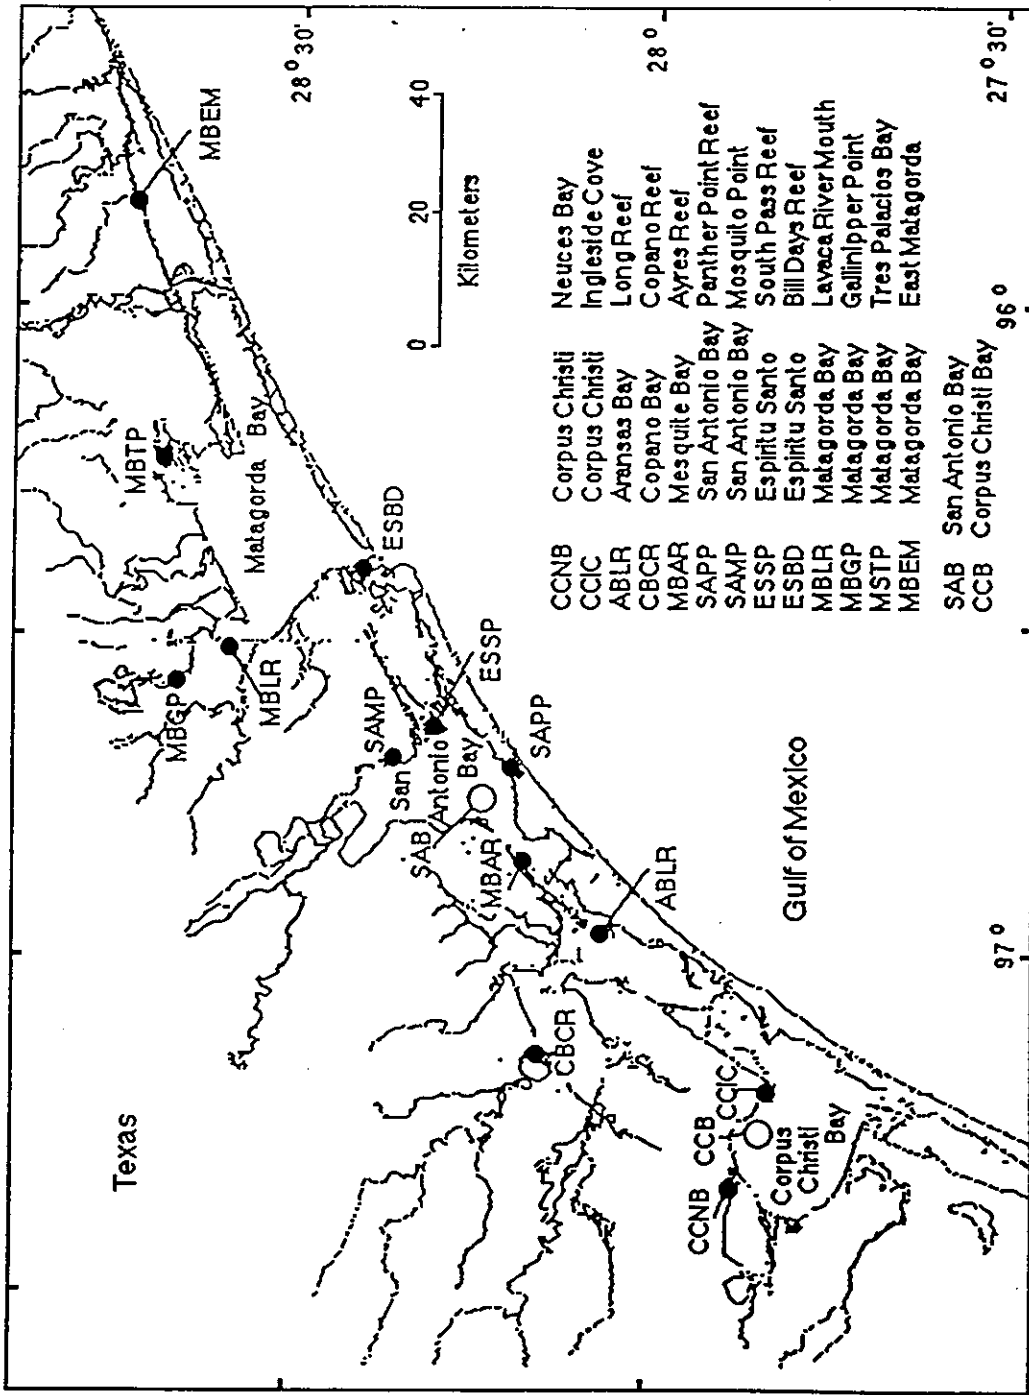 Texas
MBGP
MBTP
MBEM
MBLR
Matagorda Bay
SAMP
San
Antonio
Bay
ESBD
SAB
ESSP
MBAR
SAPP
CBCR
ABLR
CCNB
CCB
CCIC
Corpus
Christi
Bay
Gulf of Mexico
28° 30'
28°
27° 30'
97°
96°
0 20 40
Kilometers
CCNB Corpus Christi Neuces Bay
CCIC Corpus Christi Ingleside Cove
ABLR Aransas Bay Long Reef
CBCR Copano Bay Copano Reef
MBAR Mesquite Bay Ayres Reef
SAPP San Antonio Bay Panther Point Reef
SAMP San Antonio Bay Mosquito Point
ESSP Espiritu Santo South Pass Reef
ESBD Espiritu Santo Bill Days Reef
MBLR Matagorda Bay Lavaca River Mouth
MBGP Matagorda Bay Gallinipper Point
MSTP Matagorda Bay Tres Palacios Bay
MBEM Matagorda Bay East Matagorda
SAB San Antonio Bay
CCB Corpus Christi Bay